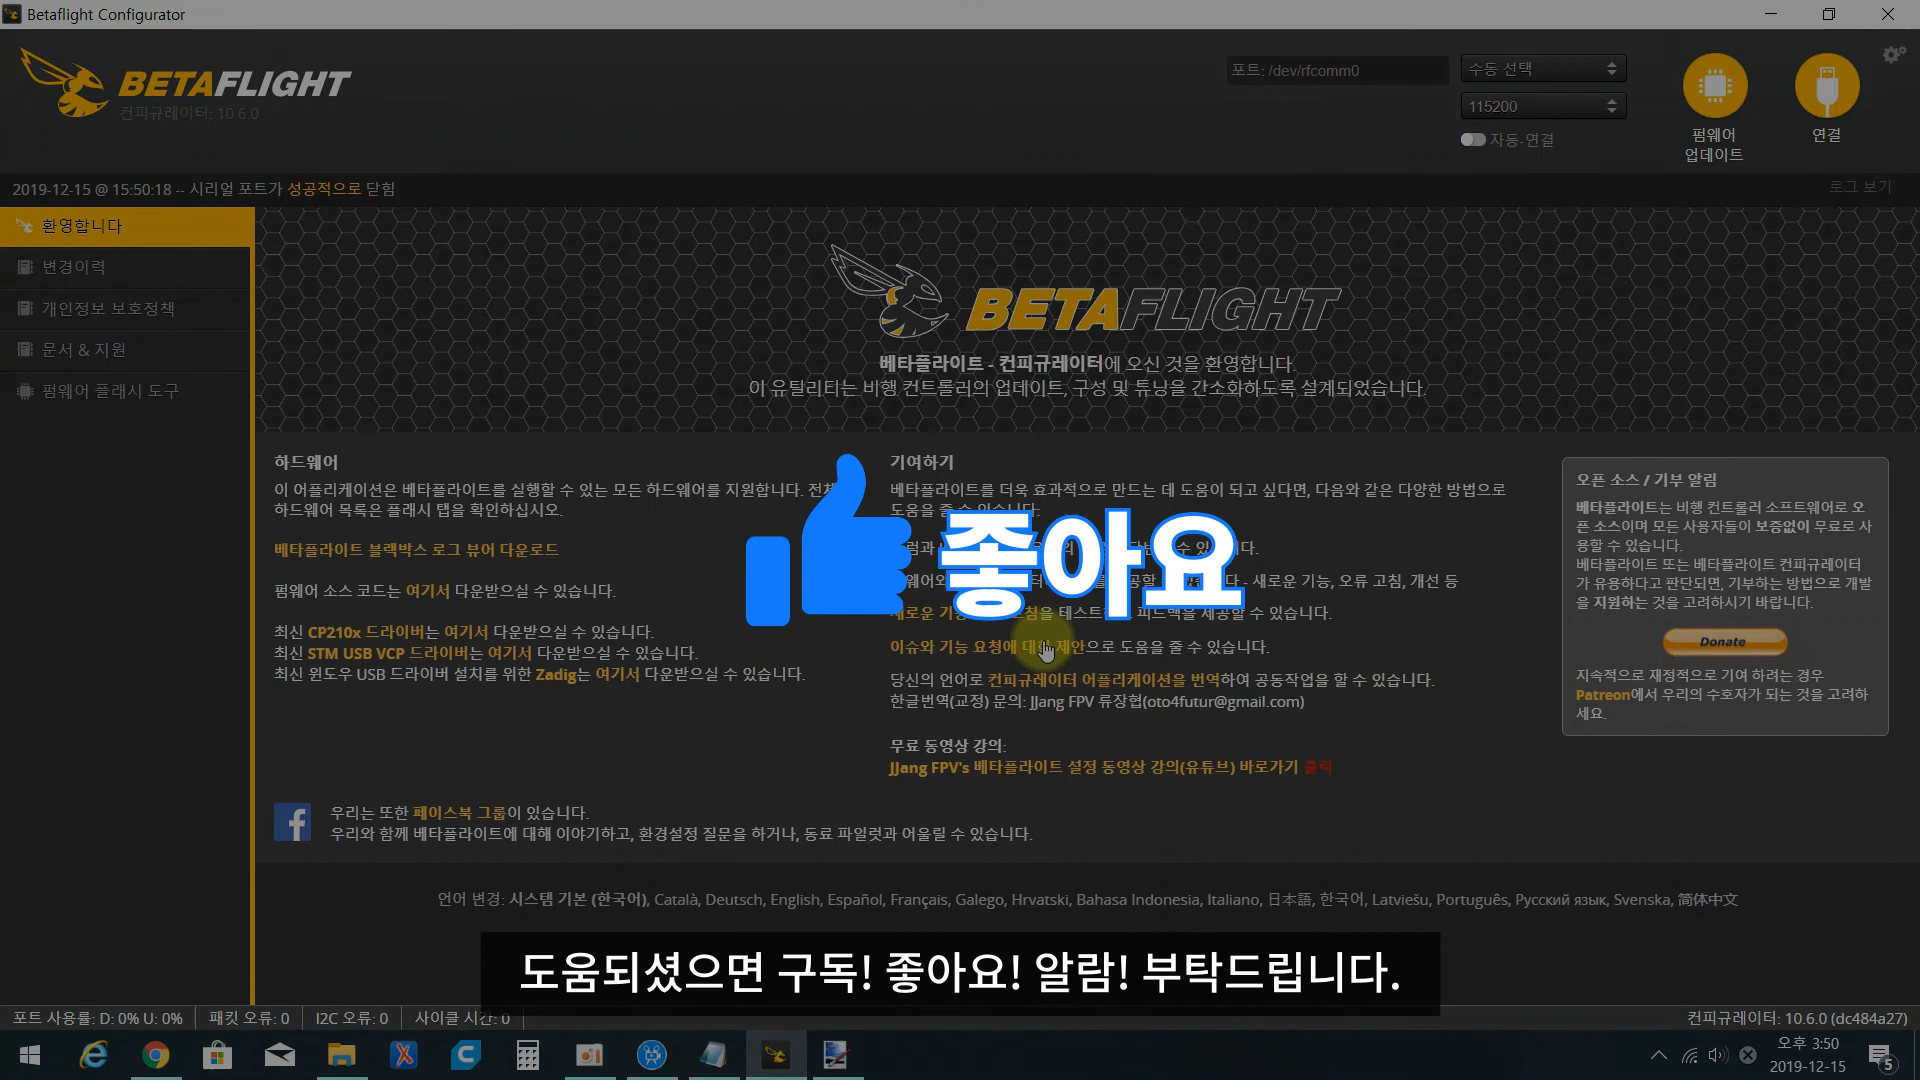 Betaflight Configurator
BETAFLIGHT
컨피규레이터: 10.6.0
포트: /dev/rfcomm0
수동 선택
115200
자동-연결
펌웨어
업데이트
연결
2019-12-15 @ 15:50:18 -- 시리얼 포트가 성공적으로 닫힘
로그 보기
환영합니다
변경이력
개인정보 보호정책
문서 & 지원
펌웨어 플래시 도구
BETAFLIGHT
베타플라이트 - 컨피규레이터에 오신 것을 환영합니다.
이 유틸리티는 비행 컨트롤러의 업데이트, 구성 및 튜닝을 간소화하도록 설계되었습니다.
하드웨어
이 어플리케이션은 베타플라이트를 실행할 수 있는 모든 하드웨어를 지원합니다. 전체
하드웨어 목록은 플래시 탭을 확인하십시오.
베타플라이트 블랙박스 로그 뷰어 다운로드
펌웨어 소스 코드는 여기서 다운받으실 수 있습니다.
최신 CP210x 드라이버는 여기서 다운받으실 수 있습니다.
최신 STM USB VCP 드라이버는 여기서 다운받으실 수 있습니다.
최신 윈도우 USB 드라이버 설치를 위한 Zadig는 여기서 다운받으실 수 있습니다.
기여하기
베타플라이트를 더욱 효과적으로 만드는 데 도움이 되고 싶다면, 다음와 같은 다양한 방법으로
도움을 줄 수 있습니다:
수 있습니다.
- 새로운 기능, 오류 고침, 개선 등
테스트 피드백을 제공할 수 있습니다.
이슈와 기능 요청에 대한 제안으로 도움을 줄 수 있습니다.
당신의 언어로 컨피규레이터 어플리케이션을 번역하여 공동작업을 할 수 있습니다.
한글번역(교정) 문의: JJang FPV 류장협(oto4futur@gmail.com)
무료 동영상 강의:
JJang FPV's 베타플라이트 설정 동영상 강의(유튜브) 바로가기 클릭
좋아요
오픈 소스 / 기부 알림
베타플라이트는 비행 컨트롤러 소프트웨어로 오
픈 소스이며 모든 사용자들이 보증없이 무료로 사
용할 수 있습니다.
베타플라이트 또는 베타플라이트 컨피규레이터
가 유용하다고 판단되면, 기부하는 방법으로 개발
을 지원하는 것을 고려하시기 바랍니다.
Donate
지속적으로 재정적으로 기여 하려는 경우
Patreon에서 우리의 수호자가 되는 것을 고려하
세요.
우리는 또한 페이스북 그룹이 있습니다.
우리와 함께 베타플라이트에 대해 이야기하고, 환경설정 질문을 하거나, 동료 파일럿과 어울릴 수 있습니다.
언어 변경: 시스템 기본 (한국어), Català, Deutsch, English, Español, Français, Galego, Hrvatski, Bahasa Indonesia, Italiano, 日本語, 한국어, Latviešu, Português, Русский язык, Svenska, 简体中文
도움되셨으면 구독! 좋아요! 알람! 부탁드립니다.
포트 사용률: D: 0% U: 0%
패킷 오류: 0
I2C 오류: 0
사이클 시간: 0
컨피규레이터: 10.6.0 (dc484a27)
오후 3:50
2019-12-15
5